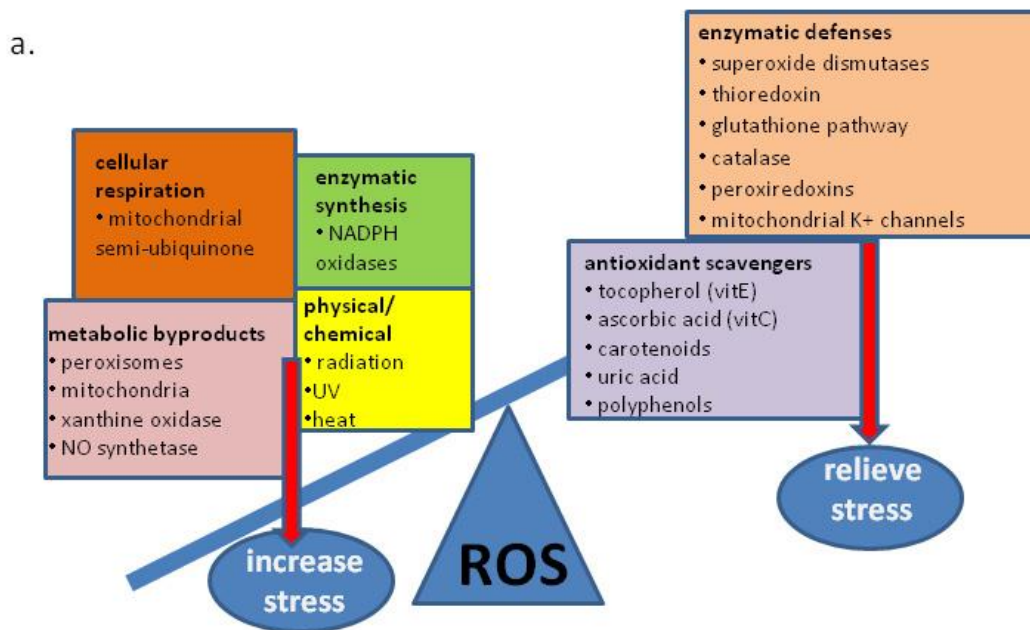 a.
cellular
respiration
• mitochondrial
semi-ubiquinone
enzymatic
synthesis
• NADPH
oxidases
metabolic byproducts
• peroxisomes
• mitochondria
• xanthine oxidase
• NO synthetase
physical/
chemical
• radiation
•UV
•heat
increase
stress
ROS
enzymatic defenses
• superoxide dismutases
• thioredoxin
• glutathione pathway
• catalase
• peroxiredoxins
• mitochondrial K+ channels
antioxidant scavengers
• tocopherol (vitE)
• ascorbic acid (vitC)
• carotenoids
• uric acid
• polyphenols
relieve
stress